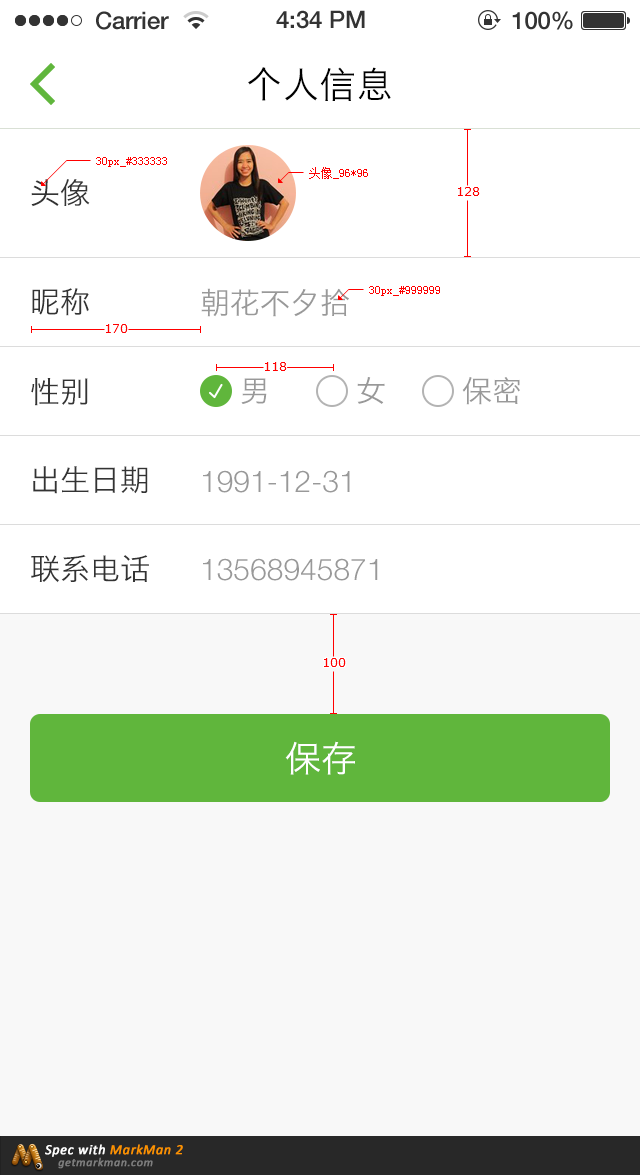 Carrier 4:34 PM 100%
个人信息
30px_#333333
头像_96*96
头像
128
30px_#999999
昵称 朝花不夕拾
170
118
性别 男 女 保密
出生日期 1991-12-31
联系电话 13568945871
100
保存
Spec with MarkMan 2
getmarkman.com